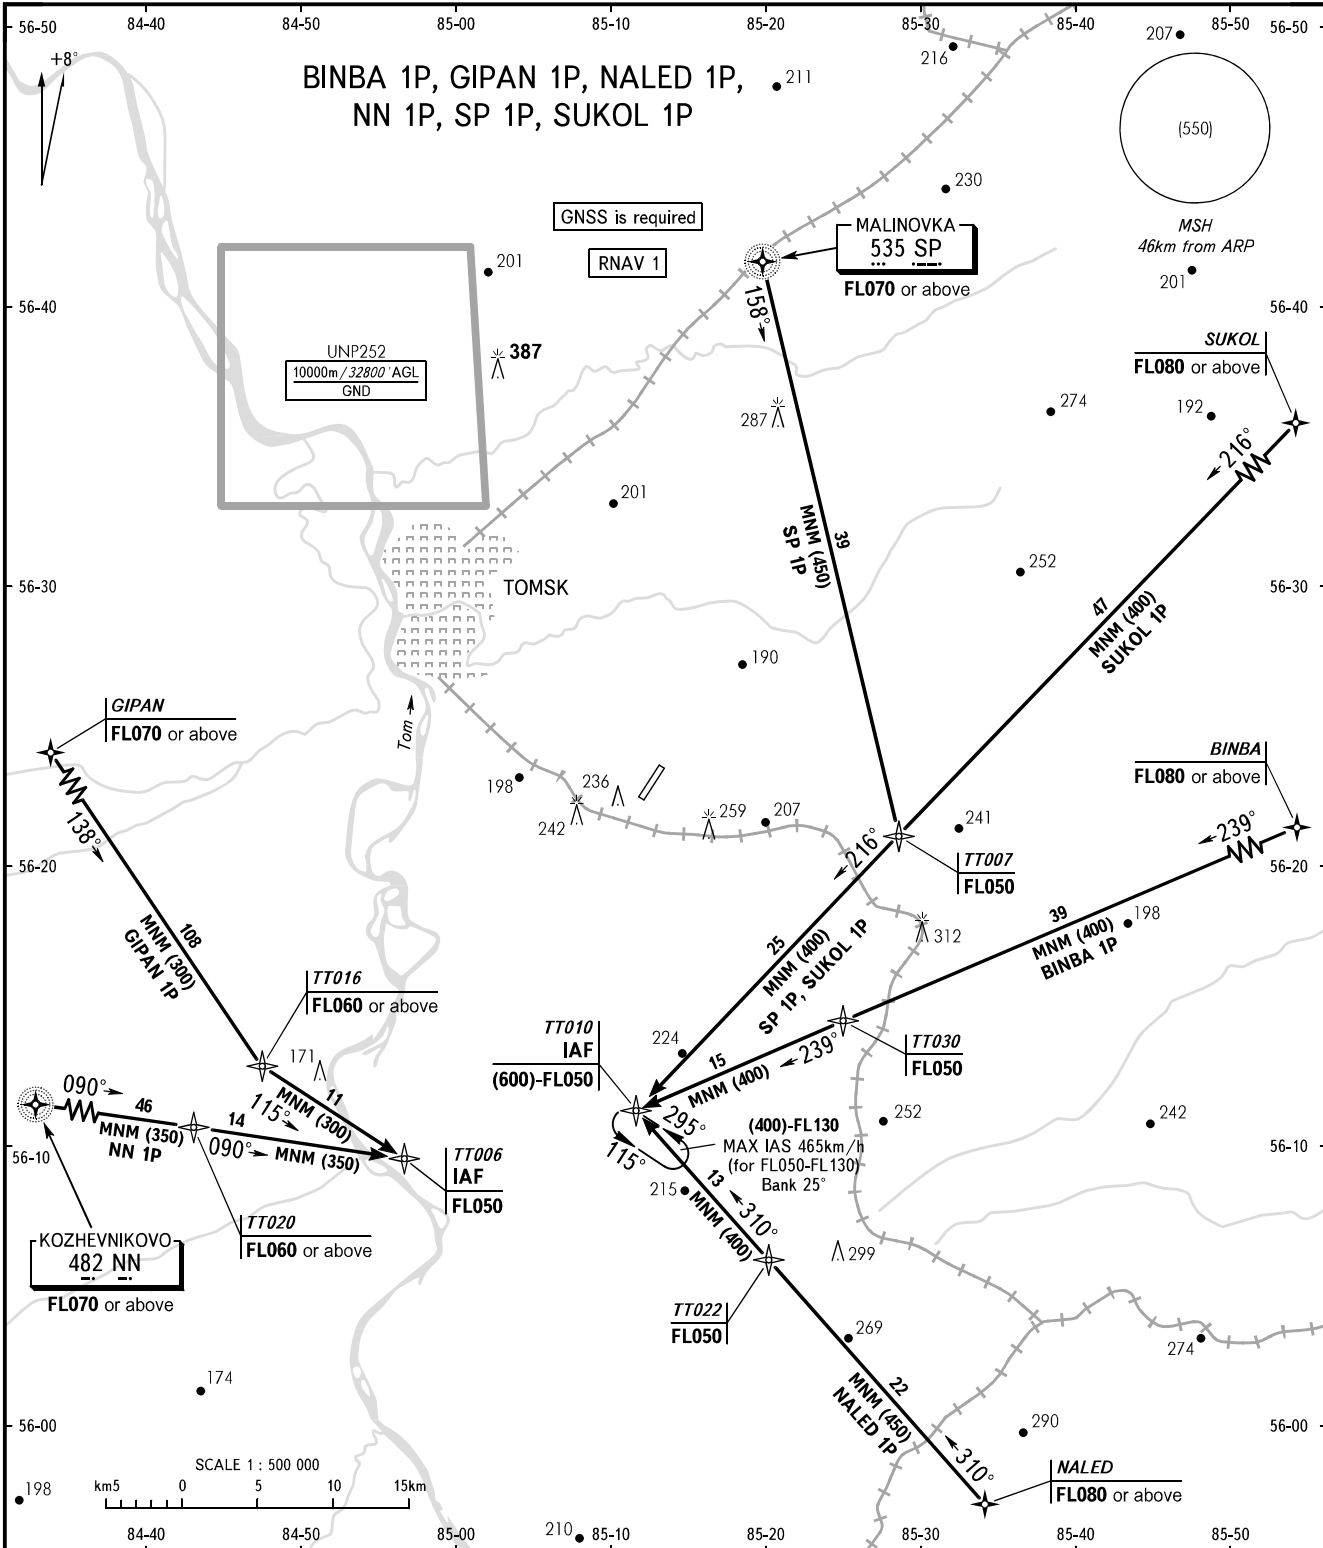 84-40 84-50 85-00 85-10 85-20 85-30 85-40 85-50
56-50 56-50
+8°
BINBA 1P, GIPAN 1P, NALED 1P,
NN 1P, SP 1P, SUKOL 1P
211
216
207
(550)
MSH
46km from ARP
201
230
GNSS is required
RNAV 1
MALINOVKA
535 SP
FL070 or above
158°
201
UNP252
10000m/32800'AGL
GND
387
56-40 56-40
SUKOL
FL080 or above
287
274
192
216°
201
39
MNM (450)
SP 1P
252
56-30 56-30
TOMSK
47
MNM (400)
SUKOL 1P
190
GIPAN
FL070 or above
Tom
BINBA
FL080 or above
138°
198
236
242
259
207
241
239°
216°
TT007
FL050
56-20 56-20
108
MNM (300)
GIPAN 1P
25
MNM (400)
SP 1P, SUKOL 1P
312
39
MNM (400)
BINBA 1P
198
TT016
FL060 or above
171
TT010
IAF
(600)-FL050
224
15
MNM (400)
239°
TT030
FL050
090°
46
MNM (350)
NN 1P
14
090°
MNM (350)
11
MNM (300)
115°
TT006
IAF
FL050
295°
115°
(400)-FL130
MAX IAS 465km/h
(for FL050-FL130)
Bank 25°
252
242
56-10 56-10
215
13
MNM (400)
310°
KOZHEVNIKOVO
482 NN
FL070 or above
TT020
FL060 or above
299
TT022
FL050
269
274
174
22
MNM (450)
NALED 1P
290
310°
56-00 56-00
NALED
FL080 or above
SCALE 1 : 500 000
km5 0 5 10 15km
198
210
84-40 84-50 85-00 85-10 85-20 85-30 85-40 85-50